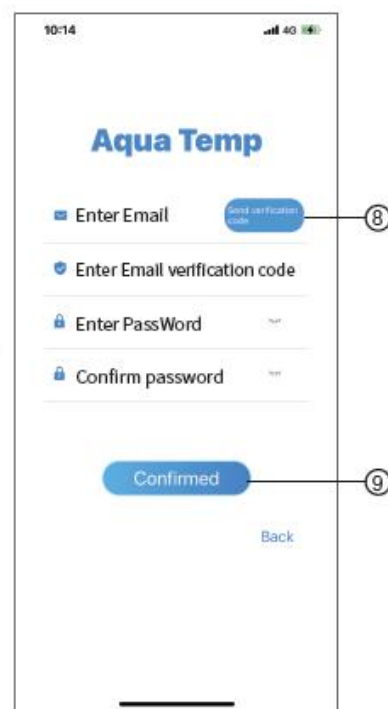 10:14 4G
Aqua Temp
Enter Email
Send verification
code
⑧
Enter Email verification code
Enter PassWord
Confirm password
Confirmed
⑨
Back